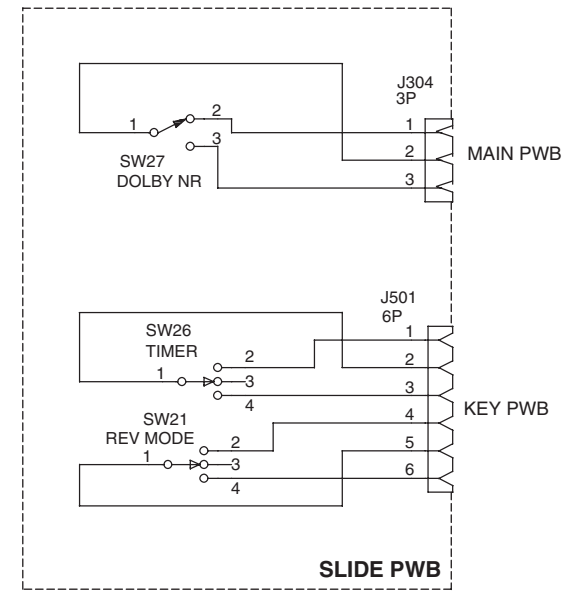 J304
3P
1
2
3
MAIN PWB
1
2
3
SW27
DOLBY NR
J501
6P
1
2
3
4
5
6
KEY PWB
SW26
TIMER
1
2
3
4
SW21
REV MODE
1
2
3
4
SLIDE PWB